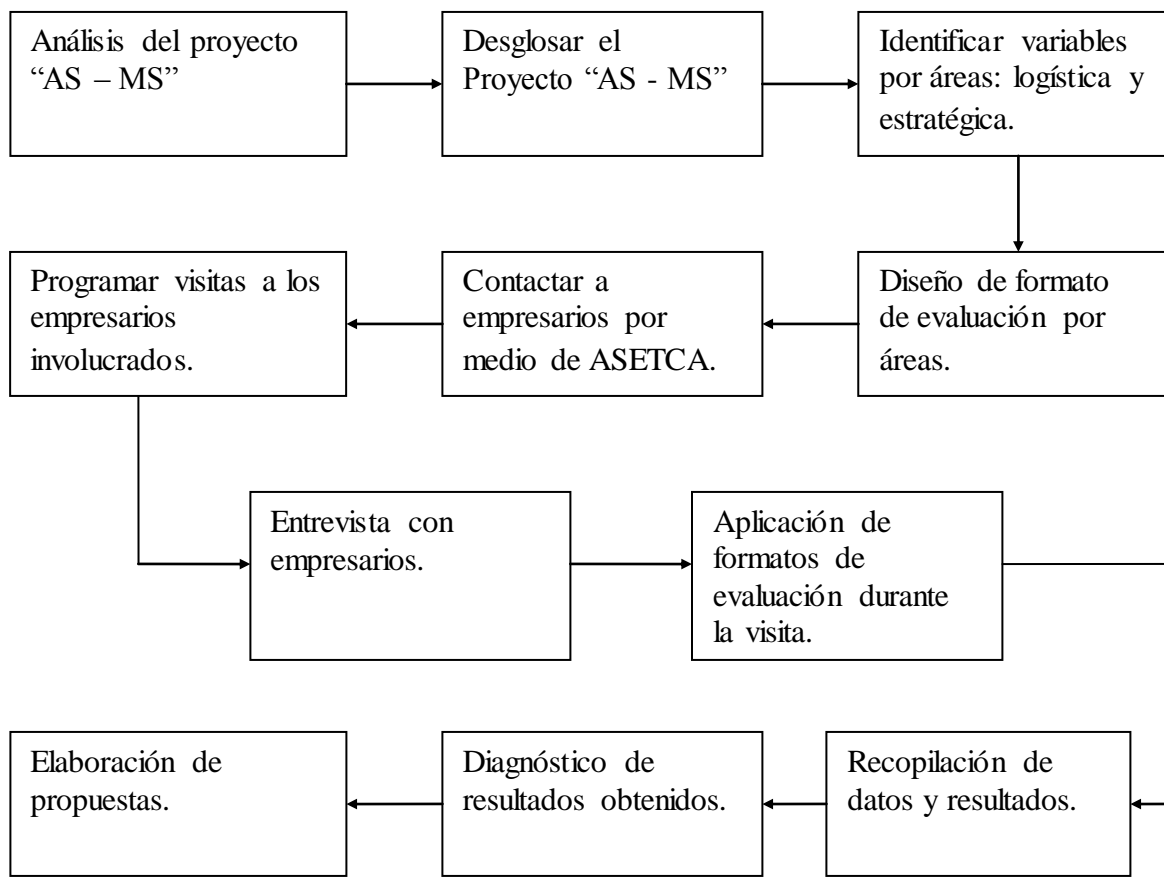 Análisis del proyecto
“AS – MS”
Desglosar el
Proyecto “AS - MS”
Identificar variables
por áreas: logística y
estratégica.
Diseño de formato
de evaluación por
áreas.
Contactar a
empresarios por
medio de ASETCA.
Programar visitas a los
empresarios
involucrados.
Entrevista con
empresarios.
Aplicación de
formatos de
evaluación durante
la visita.
Recopilación de
datos y resultados.
Diagnóstico de
resultados obtenidos.
Elaboración de
propuestas.